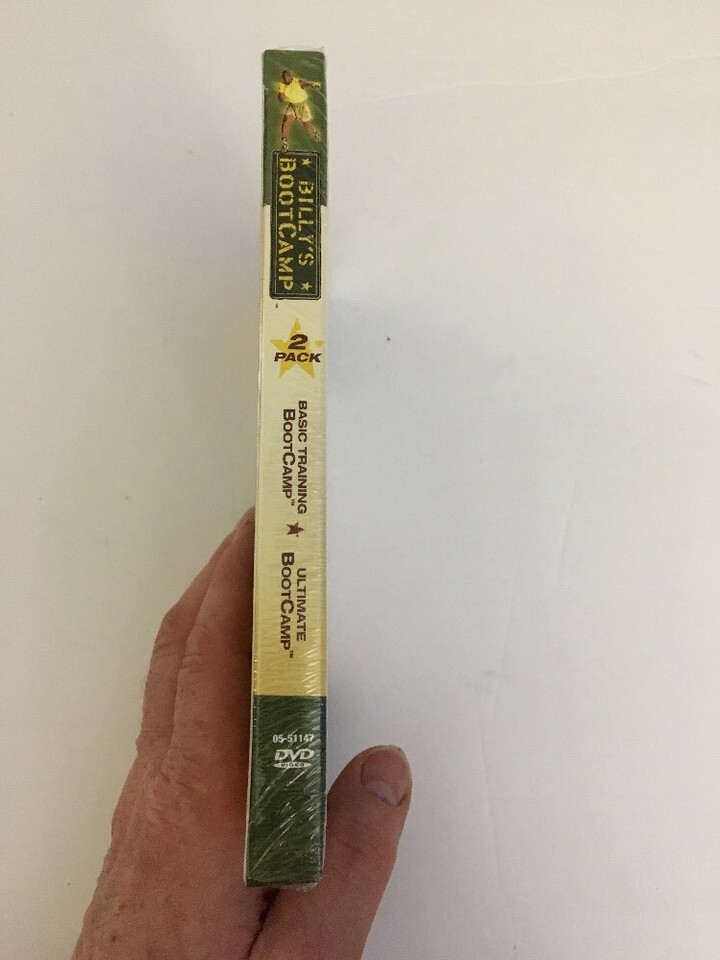 ★ BILLY'S ★
BOOTCAMP
2
PACK
BASIC TRAINING
BOOTCAMP™
ULTIMATE
BOOTCAMP™
05-51147
DVD
VIDEO